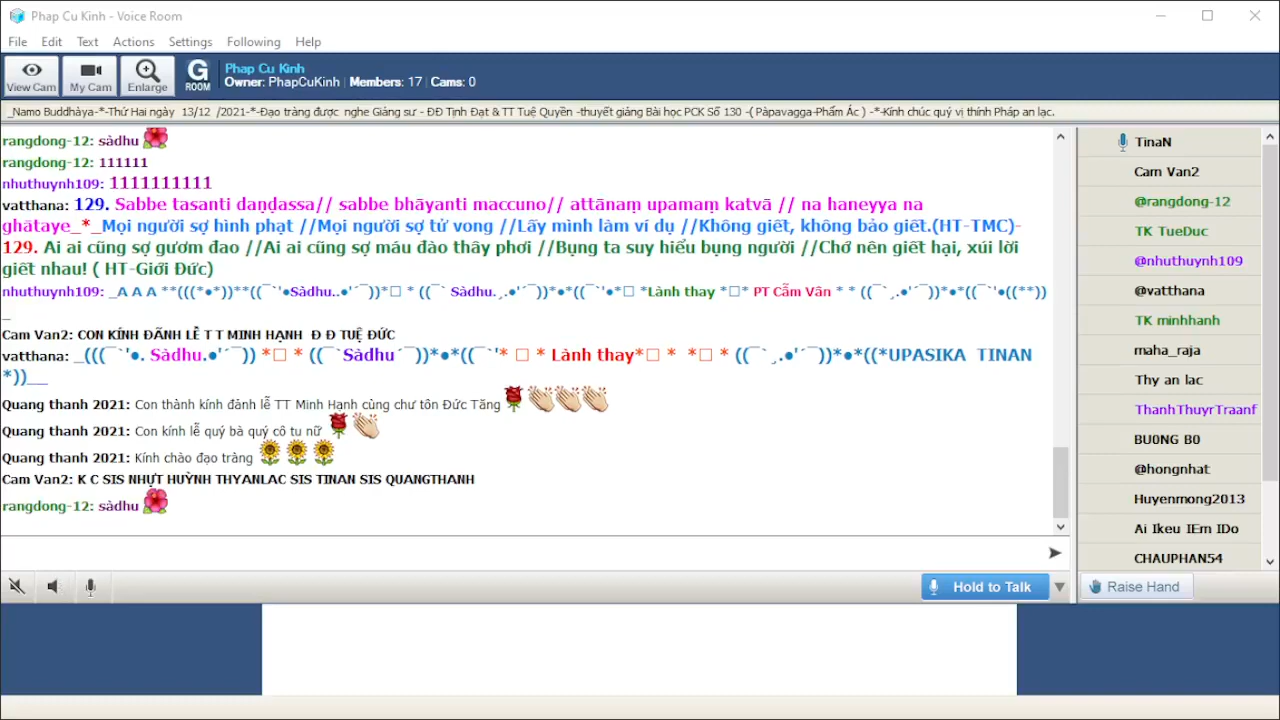 Phap Cu Kinh - Voice Room
File Edit Text Actions Settings Following Help
View Cam My Cam Enlarge G ROOM
Phap Cu Kinh
Owner: PhapCuKinh | Members: 17 | Cams: 0
_Namo Buddhàya-*-Thứ Hai ngày 13/12 /2021-*-Đạo tràng được nghe Giảng sư - ĐĐ Tịnh Đạt & TT Tuệ Quyền -thuyết giảng Bài học PCK Số 130 -( Pàpavagga-Phẩm Ác ) -*-Kính chúc quý vị thính Pháp an lạc.
rangdong-12: sàdhu
rangdong-12: 111111
nhuthuynh109: 1111111111
vatthana: 129. Sabbe tasanti daṇḍassa// sabbe bhāyanti maccuno// attānaṃ upamaṃ katvā // na haneyya na
ghātaye_*_Mọi người sợ hình phạt //Mọi người sợ tử vong //Lấy mình làm ví dụ //Không giết, không bảo giết.(HT-TMC)-
129. Ai ai cũng sợ gươm đao //Ai ai cũng sợ máu đào thây phơi //Bụng ta suy hiểu bụng người //Chớ nên giết hại, xúi lời
giết nhau! ( HT-Giới Đức)
nhuthuynh109: _A A A **(((*●*))**((¯`'●Sàdhu..●'´¯))*□ * ((¯` Sàdhu.¸.●'´¯))*●*((¯`'●*□ *Lành thay *□* PT Cẩm Vân * * ((¯`¸.●'´¯))*●*((¯`'●((**))
_
Cam Van2: CON KÍNH ĐÃNH LỄ T T MINH HẠNH Đ Đ TUỆ ĐỨC
vatthana: _(((¯`'●. Sàdhu.●'´¯)) *□ * ((¯`Sàdhu´¯))*●*((¯`'* □ * Lành thay*□ * *□ * ((¯`¸.●'´¯))*●*((*UPASIKA TINAN
*))__
Quang thanh 2021: Con thành kính đảnh lễ TT Minh Hạnh cùng chư tôn Đức Tăng
Quang thanh 2021: Con kính lễ quý bà quý cô tu nữ
Quang thanh 2021: Kính chào đạo tràng
Cam Van2: K C SIS NHỰT HUỲNH THYANLAC SIS TINAN SIS QUANGTHANH
rangdong-12: sàdhu
TinaN
Cam Van2
@rangdong-12
TK TueDuc
@nhuthuynh109
@vatthana
TK minhhanh
maha_raja
Thy an lac
ThanhThuyrTraanf
BU0NG B0
@hongnhat
Huyenmong2013
Ai Ikeu IEm IDo
CHAUPHAN54
Hold to Talk
Raise Hand